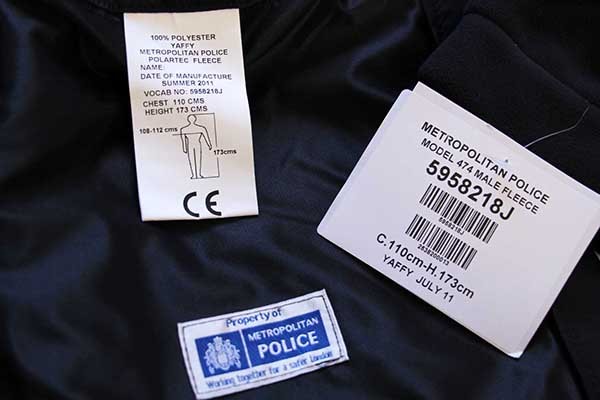 100% POLYESTER
YAFFY
METROPOLITAN POLICE
POLARTEC FLEECE
NAME:
DATE OF MANUFACTURE
SUMMER 2011
VOCAB NO: 5958218J
CHEST 110 CMS
HEIGHT 173 CMS
108-112 cms
173cms
CE
METROPOLITAN POLICE
MODEL 474 MALE FLEECE
5958218J
5958218J
2538200013
C.110cm-H.173cm
YAFFY JULY 11
Property of
METROPOLITAN
POLICE
Working together for a safer London